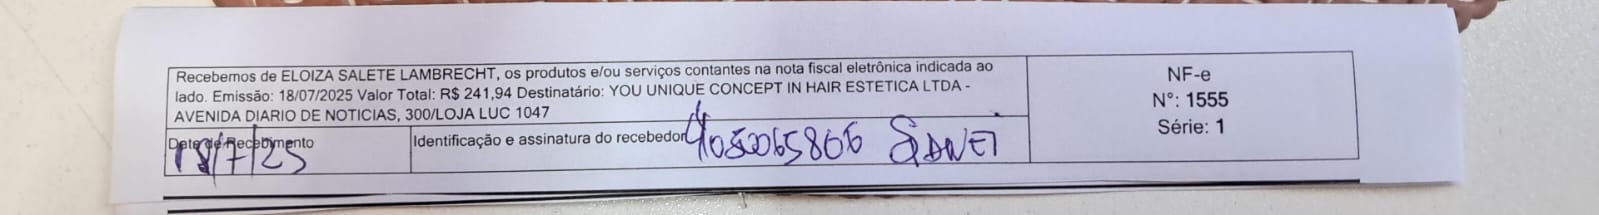 Recebemos de ELOIZA SALETE LAMBRECHT, os produtos e/ou serviços contantes na nota fiscal eletrônica indicada ao
lado. Emissão: 18/07/2025 Valor Total: R$ 241,94 Destinatário: YOU UNIQUE CONCEPT IN HAIR ESTETICA LTDA -
AVENIDA DIARIO DE NOTICIAS, 300/LOJA LUC 1047
Data de Recebimento
18/7/25
Identificação e assinatura do recebedor
NF-e
N°: 1555
Série: 1